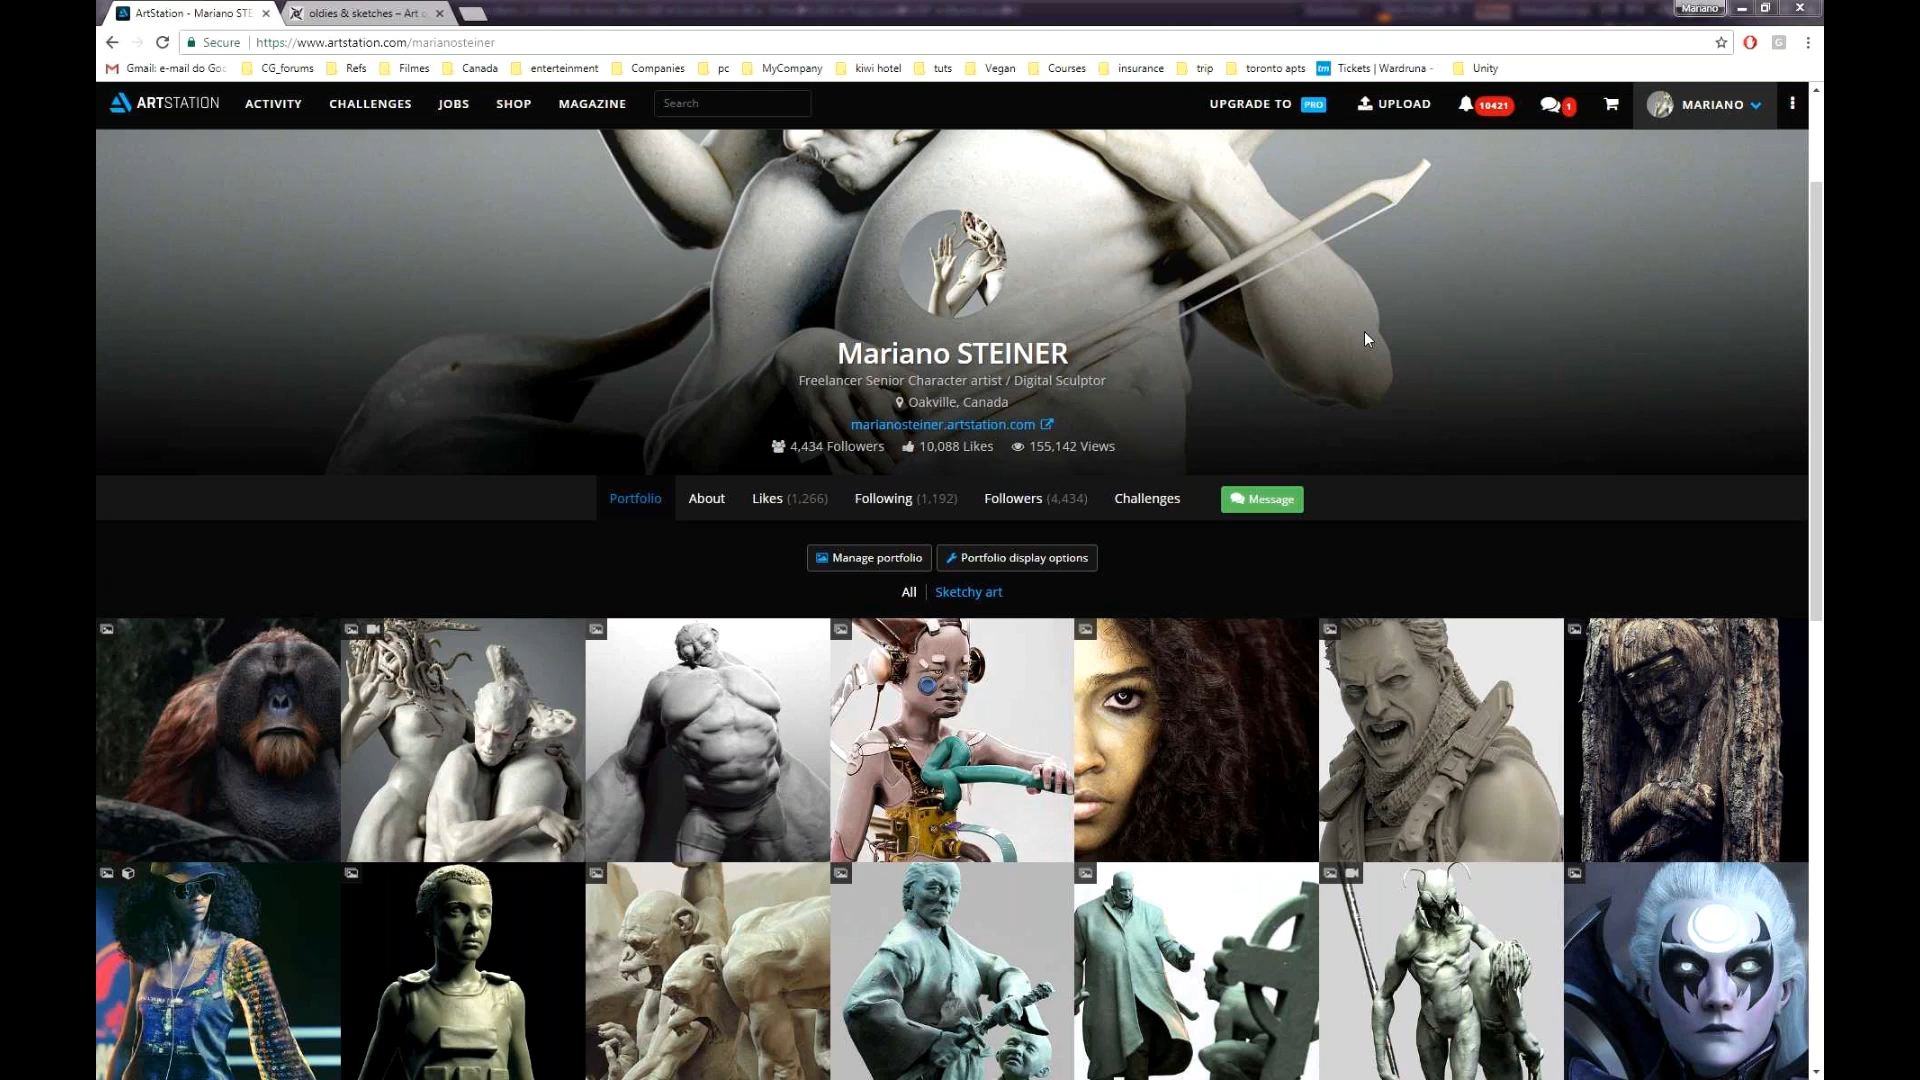 ArtStation - Mariano STE
oldies & sketches – Art o
Mariano
Secure
https://www.artstation.com/marianosteiner
Gmail: e-mail do Goo
CG_forums
Refs
Filmes
Canada
enterteinment
Companies
pc
MyCompany
kiwi hotel
tuts
Vegan
Courses
insurance
trip
toronto apts
tm
Tickets | Wardruna -
Unity
ARTSTATION
ACTIVITY
CHALLENGES
JOBS
SHOP
MAGAZINE
Search
UPGRADE TO PRO
UPLOAD
10421
1
MARIANO
Mariano STEINER
Freelancer Senior Character artist / Digital Sculptor
Oakville, Canada
marianosteiner.artstation.com
4,434 Followers 10,088 Likes 155,142 Views
Portfolio
About
Likes (1,266)
Following (1,192)
Followers (4,434)
Challenges
Message
Manage portfolio
Portfolio display options
All
Sketchy art